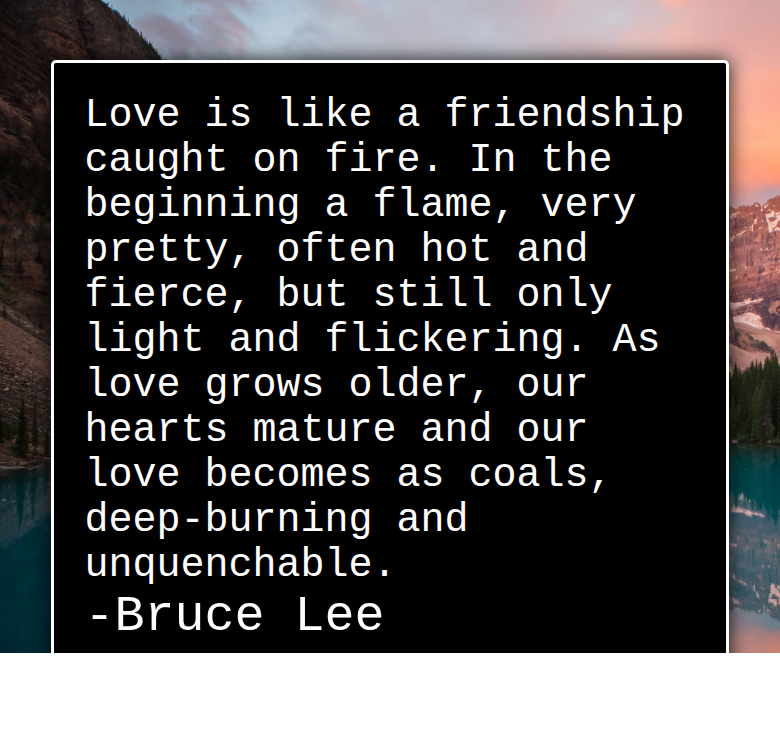 Love is like a friendship
caught on fire. In the
beginning a flame, very
pretty, often hot and
fierce, but still only
light and flickering. As
love grows older, our
hearts mature and our
love becomes as coals,
deep-burning and
unquenchable.
-Bruce Lee